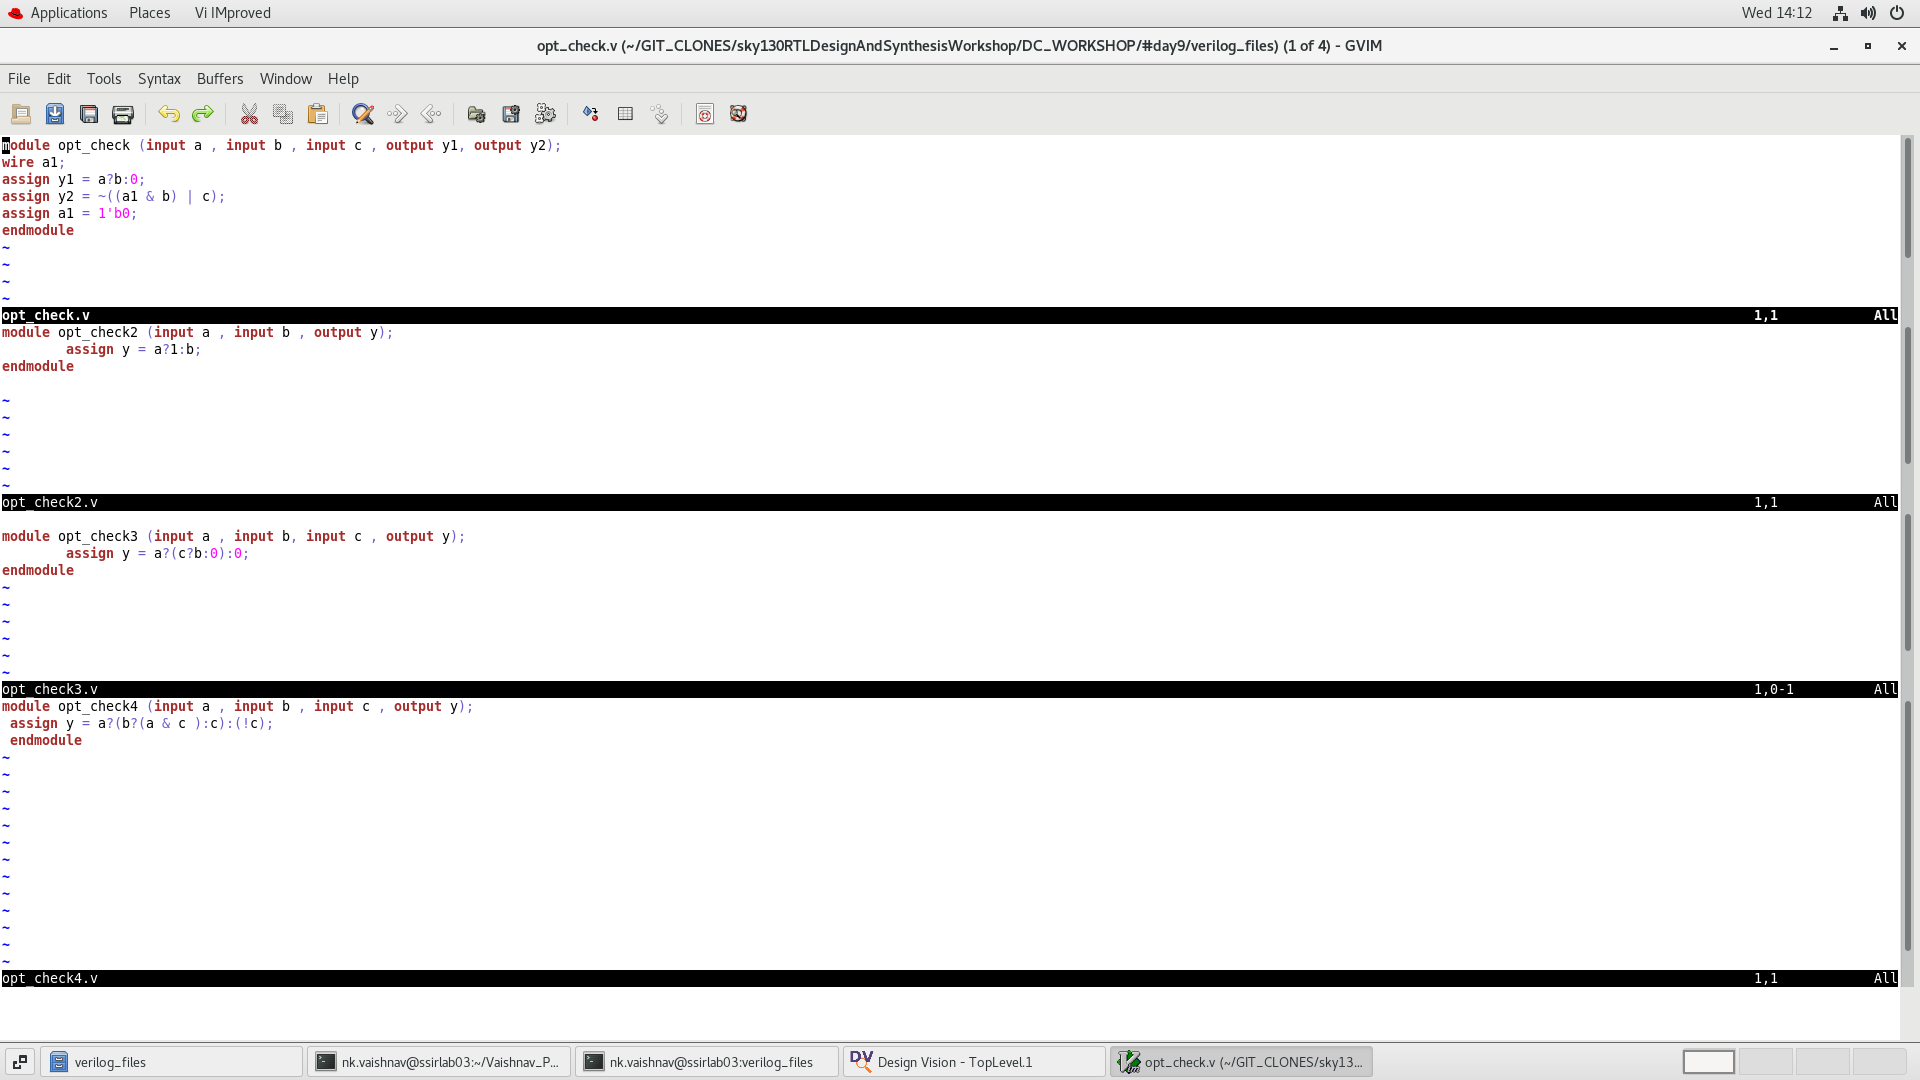 Applications Places Vi IMproved Wed 14:12
opt_check.v (~/GIT_CLONES/sky130RTLDesignAndSynthesisWorkshop/DC_WORKSHOP/#day9/verilog_files) (1 of 4) - GVIM
File Edit Tools Syntax Buffers Window Help
module opt_check (input a , input b , input c , output y1, output y2);
wire a1;
assign y1 = a?b:0;
assign y2 = ~((a1 & b) | c);
assign a1 = 1'b0;
endmodule
~
~
~
~
opt_check.v 1,1 All
module opt_check2 (input a , input b , output y);
assign y = a?1:b;
endmodule
~
~
~
~
~
~
opt_check2.v 1,1 All
module opt_check3 (input a , input b, input c , output y);
assign y = a?(c?b:0):0;
endmodule
~
~
~
~
~
~
opt_check3.v 1,0-1 All
module opt_check4 (input a , input b , input c , output y);
assign y = a?(b?(a & c ):c):(!c);
endmodule
~
~
~
~
~
~
~
~
~
~
~
~
~
opt_check4.v 1,1 All
verilog_files nk.vaishnav@ssirlab03:~/Vaishnav_P... nk.vaishnav@ssirlab03:verilog_files DV Design Vision - TopLevel.1 opt_check.v (~/GIT_CLONES/sky13...